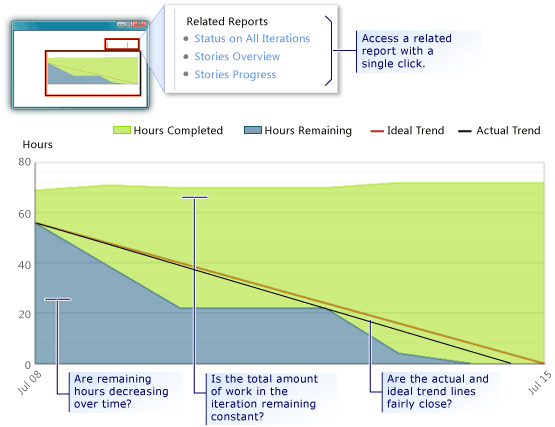 Related Reports
Status on All Iterations
Stories Overview
Stories Progress
Access a related
report with a
single click.
Hours Completed
Hours Remaining
Ideal Trend
Actual Trend
Hours
80
60
40
20
0
Jul 08
Jul 15
Are remaining
hours decreasing
over time?
Is the total amount
of work in the
iteration remaining
constant?
Are the actual and
ideal trend lines
fairly close?